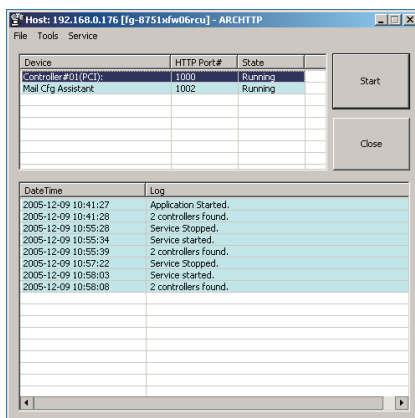 Host: 192.168.0.176 [fg-8751xfw06rcu] - ARCHTTP
File Tools Service
Device HTTP Port# State
Controller#01(PCI): 1000 Running
Mail Cfg Assistant 1002 Running
Start
Close
DateTime Log
2005-12-09 10:41:27 Application Started.
2005-12-09 10:41:28 2 controllers found.
2005-12-09 10:55:28 Service Stopped.
2005-12-09 10:55:34 Service started.
2005-12-09 10:55:39 2 controllers found.
2005-12-09 10:57:22 Service Stopped.
2005-12-09 10:58:03 Service started.
2005-12-09 10:58:08 2 controllers found.